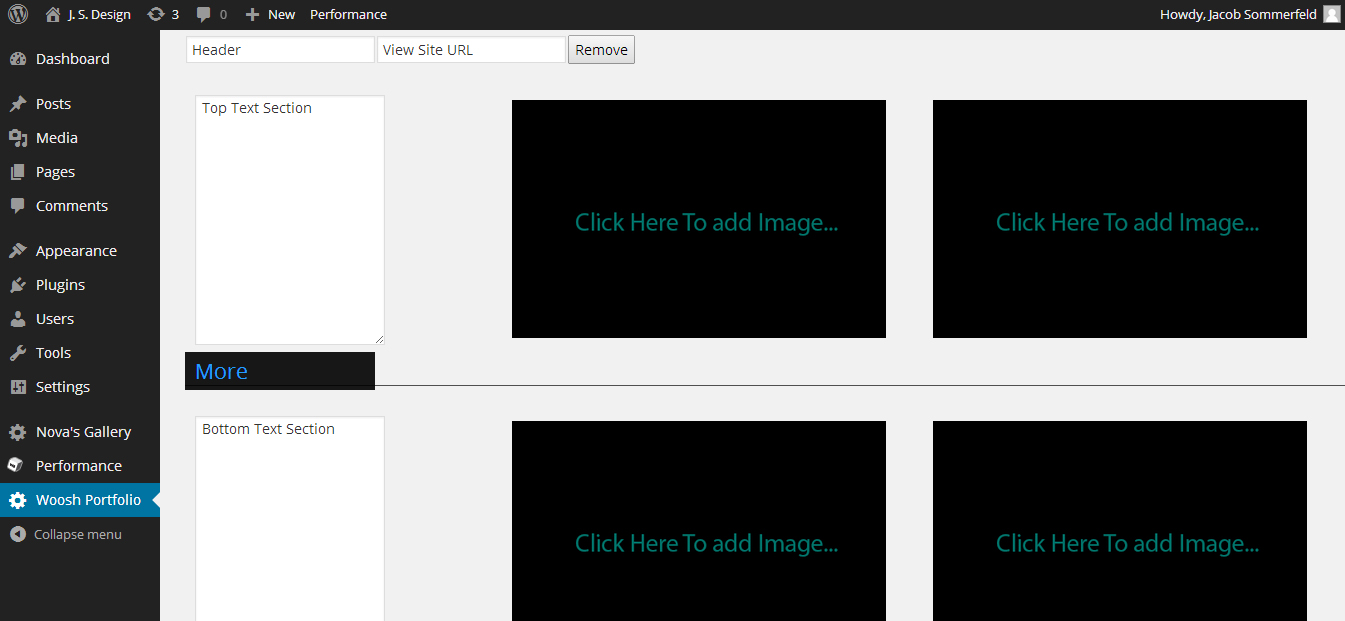 J. S. Design 3 0 New Performance Howdy, Jacob Sommerfeld
Dashboard
Posts
Media
Pages
Comments
Appearance
Plugins
Users
Tools
Settings
Nova's Gallery
Performance
Woosh Portfolio
Collapse menu
Header View Site URL Remove
Top Text Section
Click Here To add Image... Click Here To add Image...
More
Bottom Text Section
Click Here To add Image... Click Here To add Image...